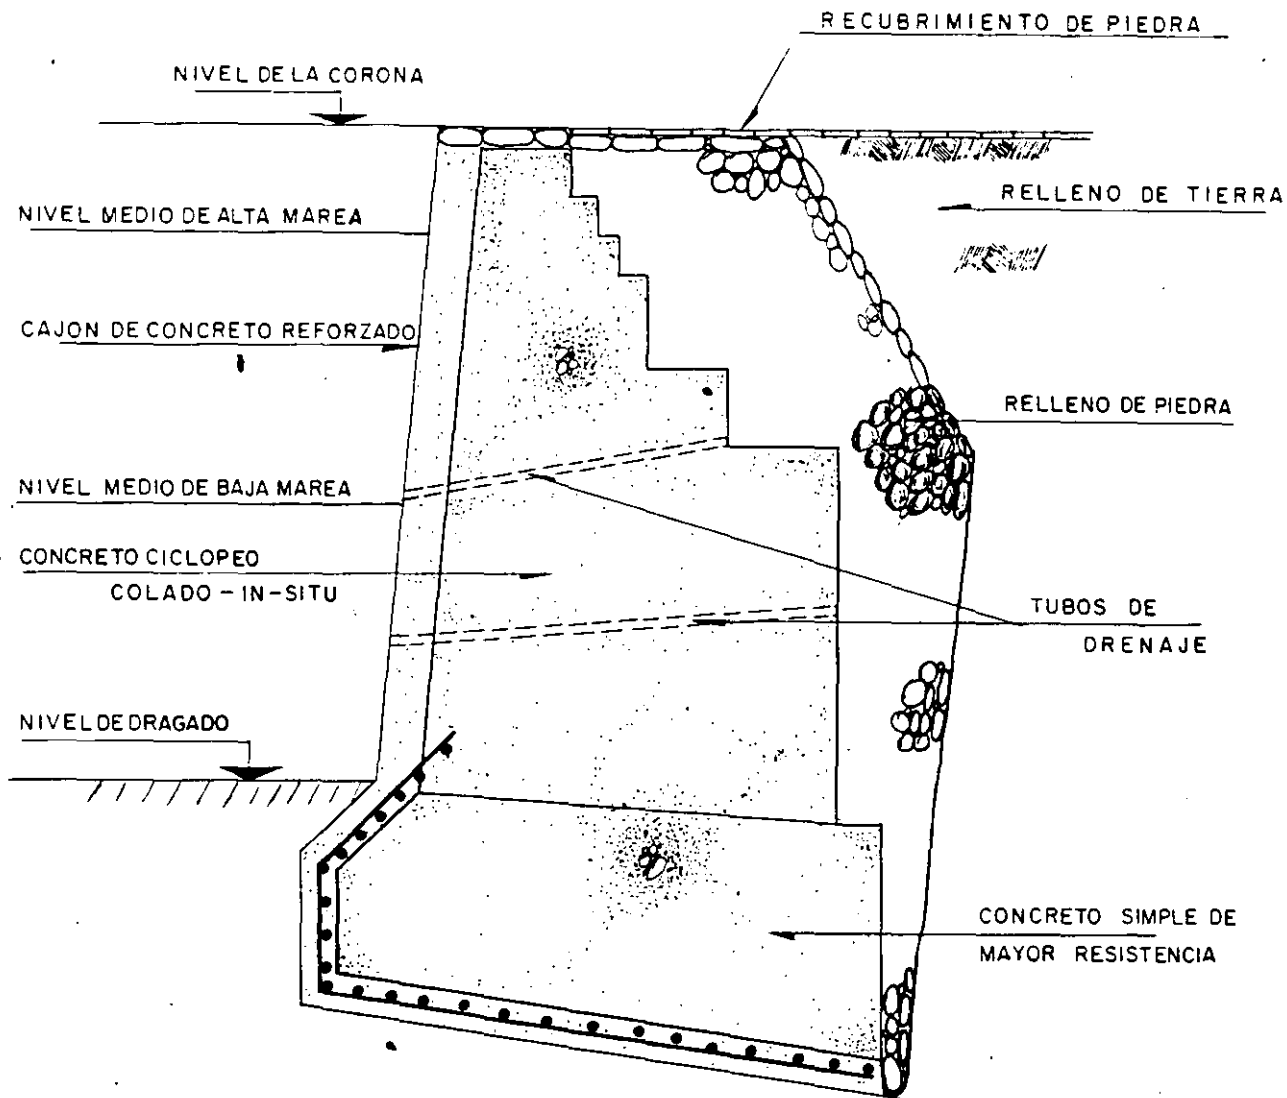 RECUBRIMIENTO DE PIEDRA
NIVEL DE LA CORONA
RELLENO DE TIERRA
NIVEL MEDIO DE ALTA MAREA
CAJON DE CONCRETO REFORZADO
RELLENO DE PIEDRA
NIVEL MEDIO DE BAJA MAREA
CONCRETO CICLOPEO
COLADO - IN - SITU
TUBOS DE
DRENAJE
NIVEL DE DRAGADO
CONCRETO SIMPLE DE
MAYOR RESISTENCIA